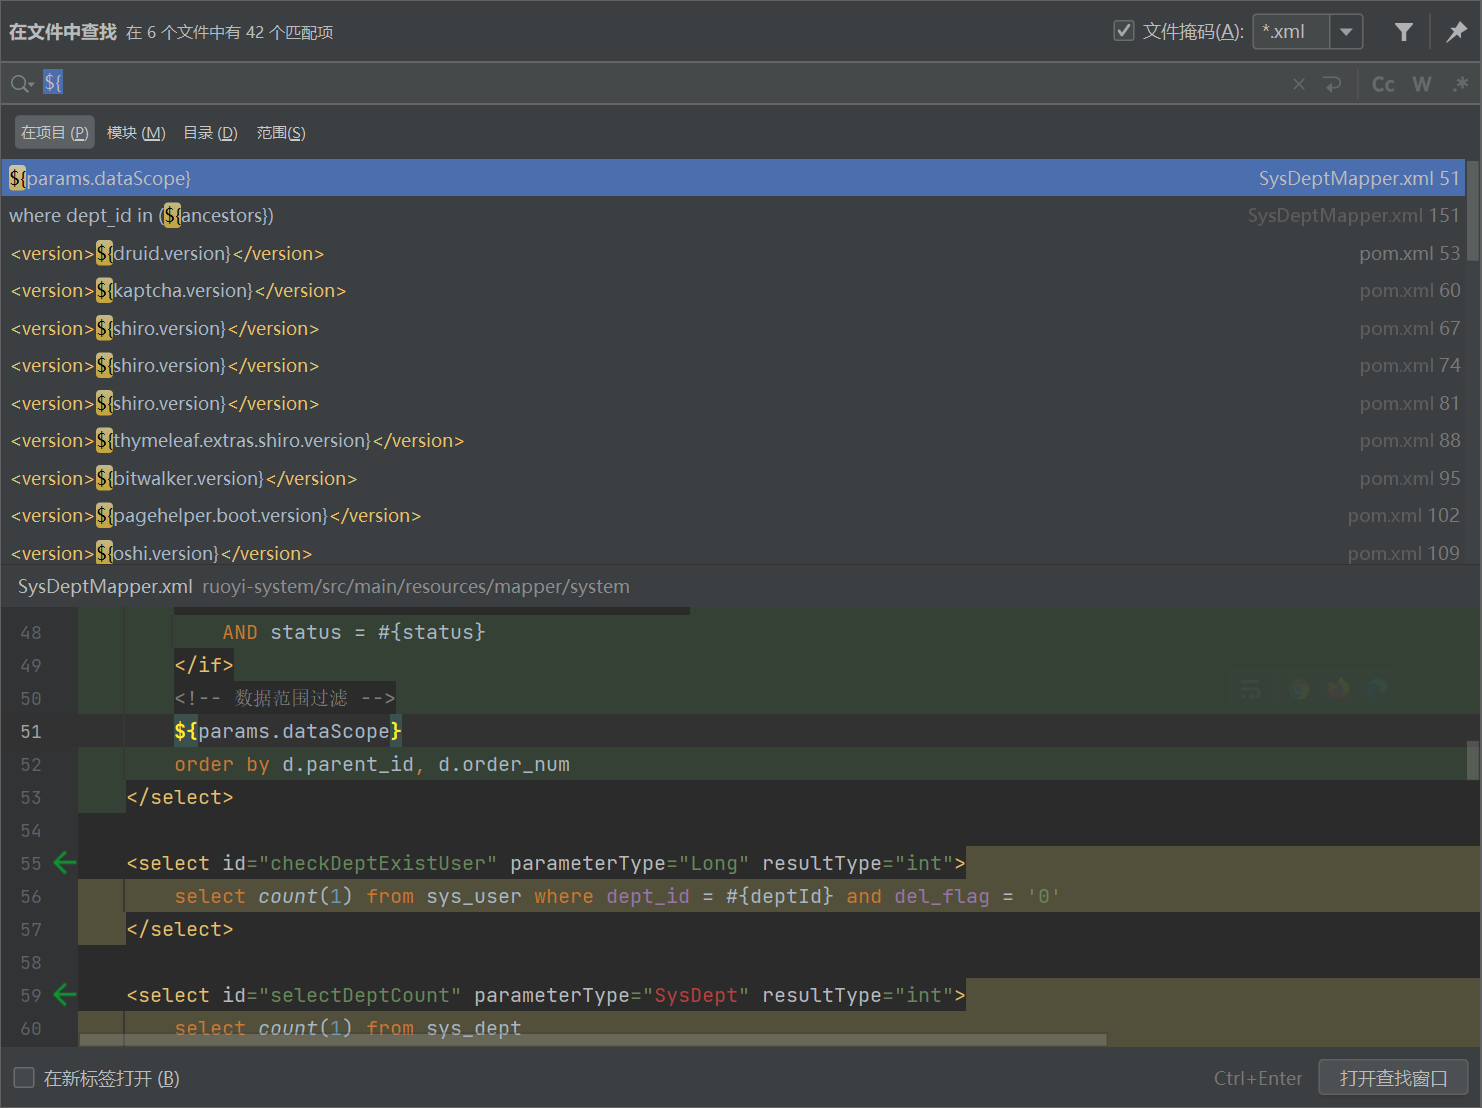 在文件中查找 在 6 个文件中有 42 个匹配项 文件掩码(A): *.xml
${ Cc W .*
在项目 (P) 模块 (M) 目录 (D) 范围(S)
${params.dataScope} SysDeptMapper.xml 51
where dept_id in (${ancestors}) SysDeptMapper.xml 151
<version>${druid.version}</version> pom.xml 53
<version>${kaptcha.version}</version> pom.xml 60
<version>${shiro.version}</version> pom.xml 67
<version>${shiro.version}</version> pom.xml 74
<version>${shiro.version}</version> pom.xml 81
<version>${thymeleaf.extras.shiro.version}</version> pom.xml 88
<version>${bitwalker.version}</version> pom.xml 95
<version>${pagehelper.boot.version}</version> pom.xml 102
<version>${oshi.version}</version> pom.xml 109
SysDeptMapper.xml ruoyi-system/src/main/resources/mapper/system
48 AND status = #{status}
49 </if>
50 <!-- 数据范围过滤 -->
51 ${params.dataScope}
52 order by d.parent_id, d.order_num
53 </select>
54
55 <select id="checkDeptExistUser" parameterType="Long" resultType="int">
56 select count(1) from sys_user where dept_id = #{deptId} and del_flag = '0'
57 </select>
58
59 <select id="selectDeptCount" parameterType="SysDept" resultType="int">
60 select count(1) from sys_dept
在新标签打开 (B) Ctrl+Enter 打开查找窗口